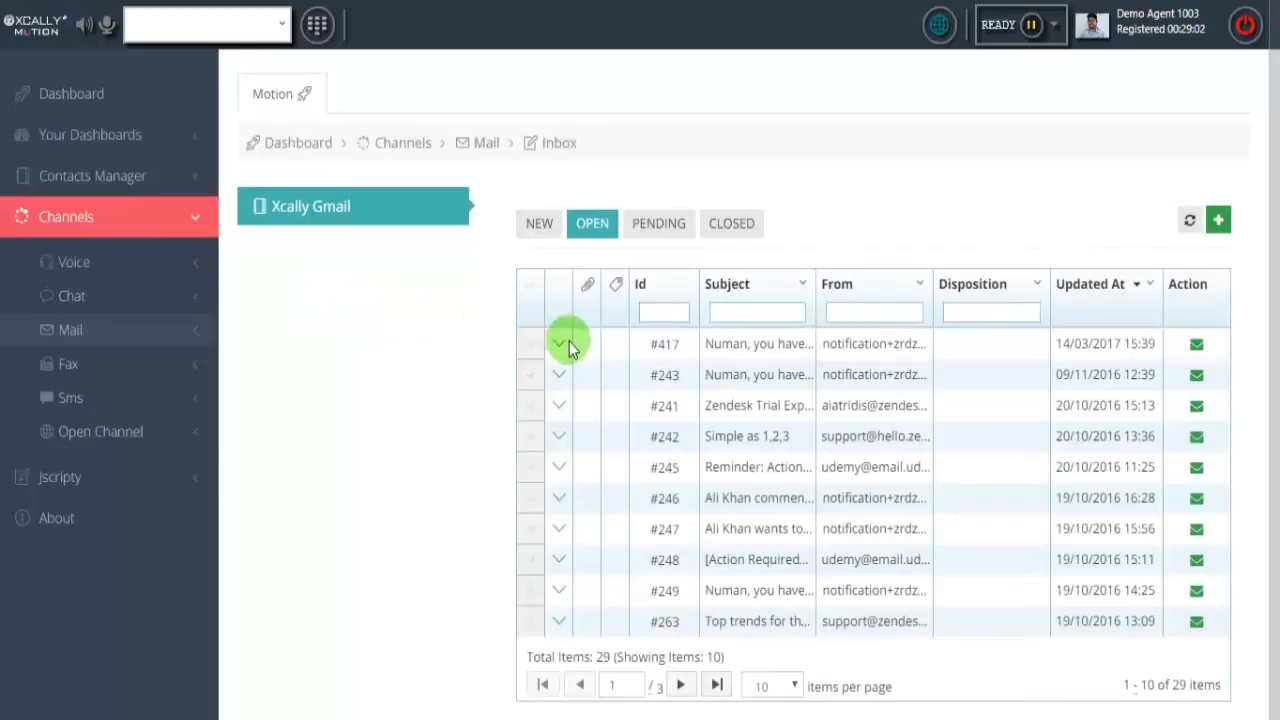 XCALLY MOTION
READY
Demo Agent 1003
Registered 00:29:02
Dashboard
Your Dashboards
Contacts Manager
Channels
Voice
Chat
Mail
Fax
Sms
Open Channel
Jscripty
About
Motion
Dashboard > Channels > Mail > Inbox
Xcally Gmail
NEW OPEN PENDING CLOSED
Id Subject From Disposition Updated At Action
#417 Numan, you have... notification+zrdz... 14/03/2017 15:39
#243 Numan, you have... notification+zrdz... 09/11/2016 12:39
#241 Zendesk Trial Exp... aiatridis@zendes... 20/10/2016 15:13
#242 Simple as 1,2,3 support@hello.ze... 20/10/2016 13:36
#245 Reminder: Action... udemy@email.ud... 20/10/2016 11:25
#246 Ali Khan commen... notification+zrdz... 19/10/2016 16:28
#247 Ali Khan wants to... notification+zrdz... 19/10/2016 15:56
#248 [Action Required... udemy@email.ud... 19/10/2016 15:11
#249 Numan, you have... notification+zrdz... 19/10/2016 14:25
#263 Top trends for th... support@zendes... 19/10/2016 13:09
Total Items: 29 (Showing Items: 10)
1 / 3 10 items per page 1 - 10 of 29 items